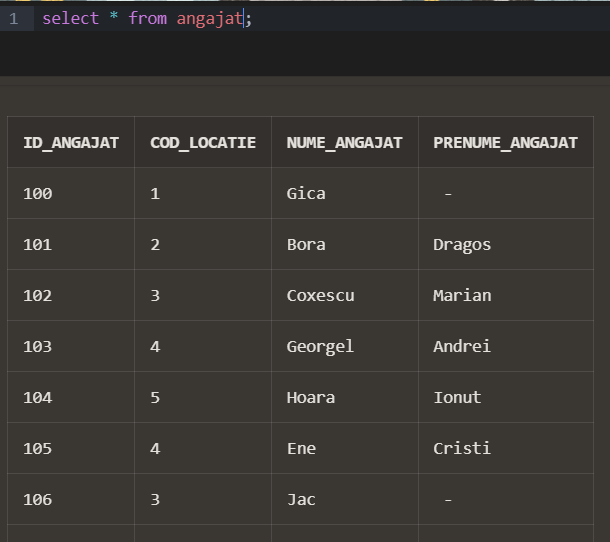 1 select * from angajat;
ID_ANGAJAT COD_LOCATIE NUME_ANGAJAT PRENUME_ANGAJAT
100 1 Gica -
101 2 Bora Dragos
102 3 Coxescu Marian
103 4 Georgel Andrei
104 5 Hoara Ionut
105 4 Ene Cristi
106 3 Jac -